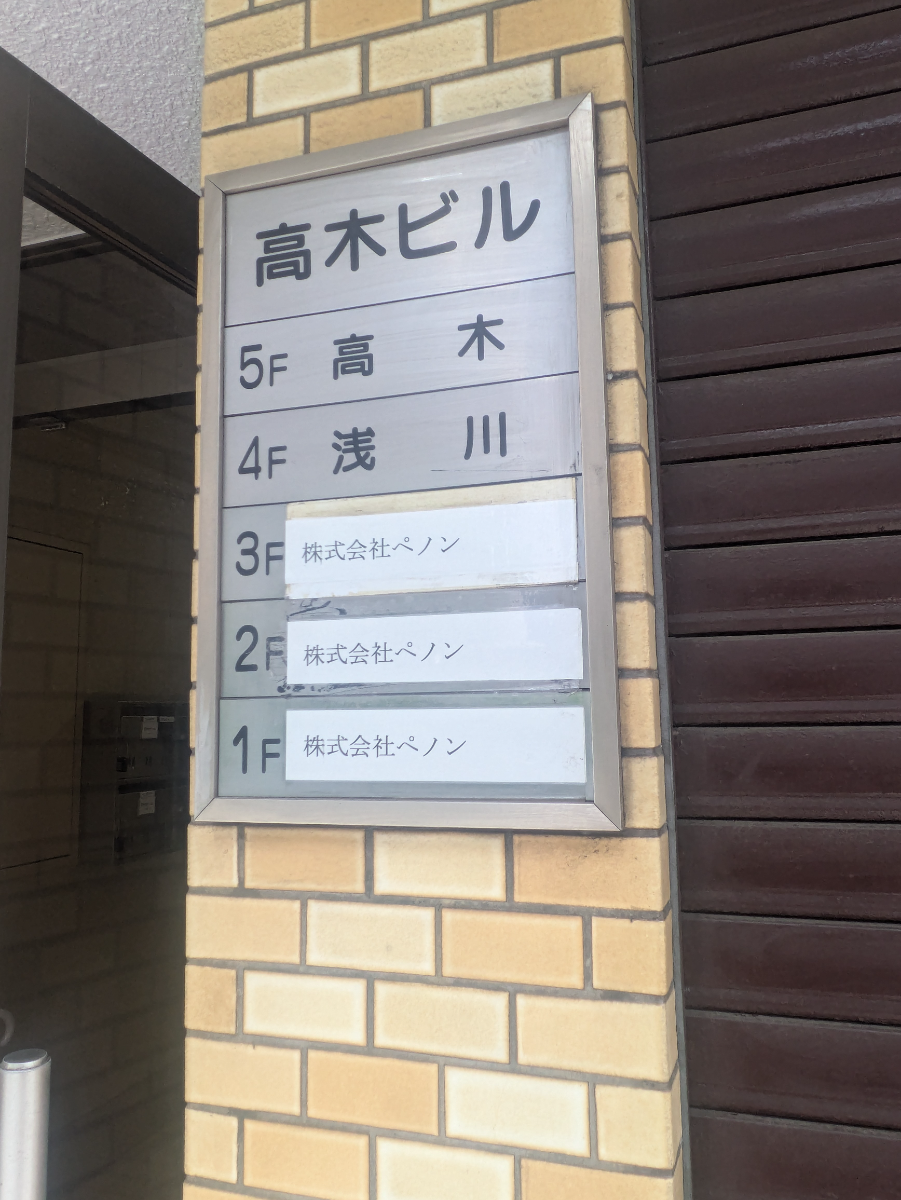 高木ビル
5F 高木
4F 浅川
3F 株式会社ペノン
2F 株式会社ペノン
1F 株式会社ペノン